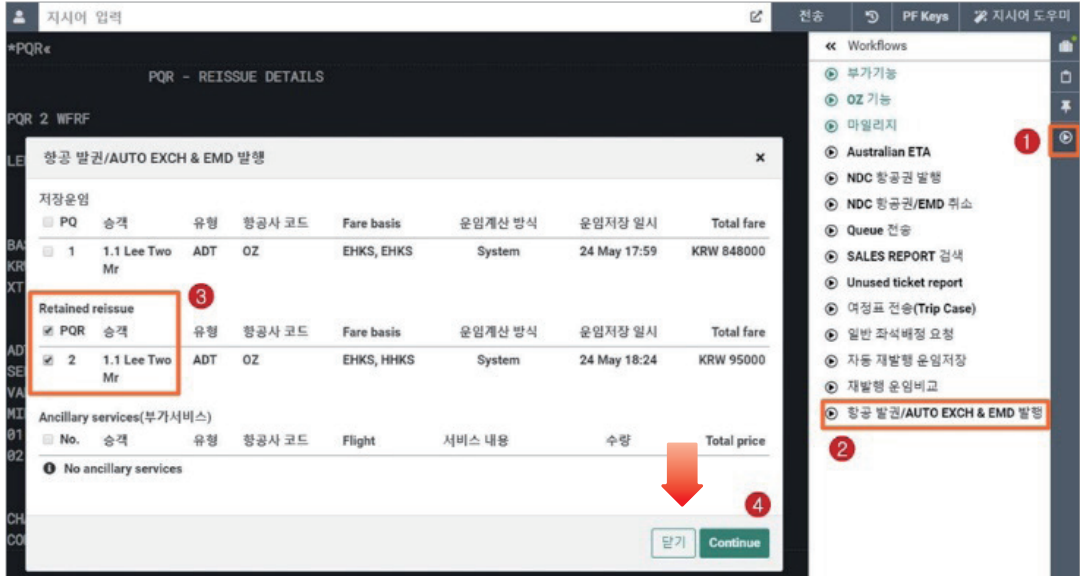 지시어 입력
전송
PF Keys
지시어 도우미
*PQR«
PQR - REISSUE DETAILS
PQR 2 WFRF
LE
BA
KR
XT
AD
SE
VA
MI
01
02
CH
CO
항공 발권/AUTO EXCH & EMD 발행
×
저장운임
PQ 승객 유형 항공사 코드 Fare basis 운임계산 방식 운임저장 일시 Total fare
1 1.1 Lee Two ADT OZ EHKS, EHKS System 24 May 17:59 KRW 848000
Mr
3
Retained reissue
PQR 승객 유형 항공사 코드 Fare basis 운임계산 방식 운임저장 일시 Total fare
2 1.1 Lee Two ADT OZ EHKS, HHKS System 24 May 18:24 KRW 95000
Mr
Ancillary services(부가서비스)
No. 승객 유형 항공사 코드 Flight 서비스 내용 수량 Total price
No ancillary services
4
닫기
Continue
« Workflows
부가기능
OZ 기능
마일리지
1
Australian ETA
NDC 항공권 발행
NDC 항공권/EMD 취소
Queue 전송
SALES REPORT 검색
Unused ticket report
여정표 전송(Trip Case)
일반 좌석배정 요청
자동 재발행 운임저장
재발행 운임비교
항공 발권/AUTO EXCH & EMD 발행
2